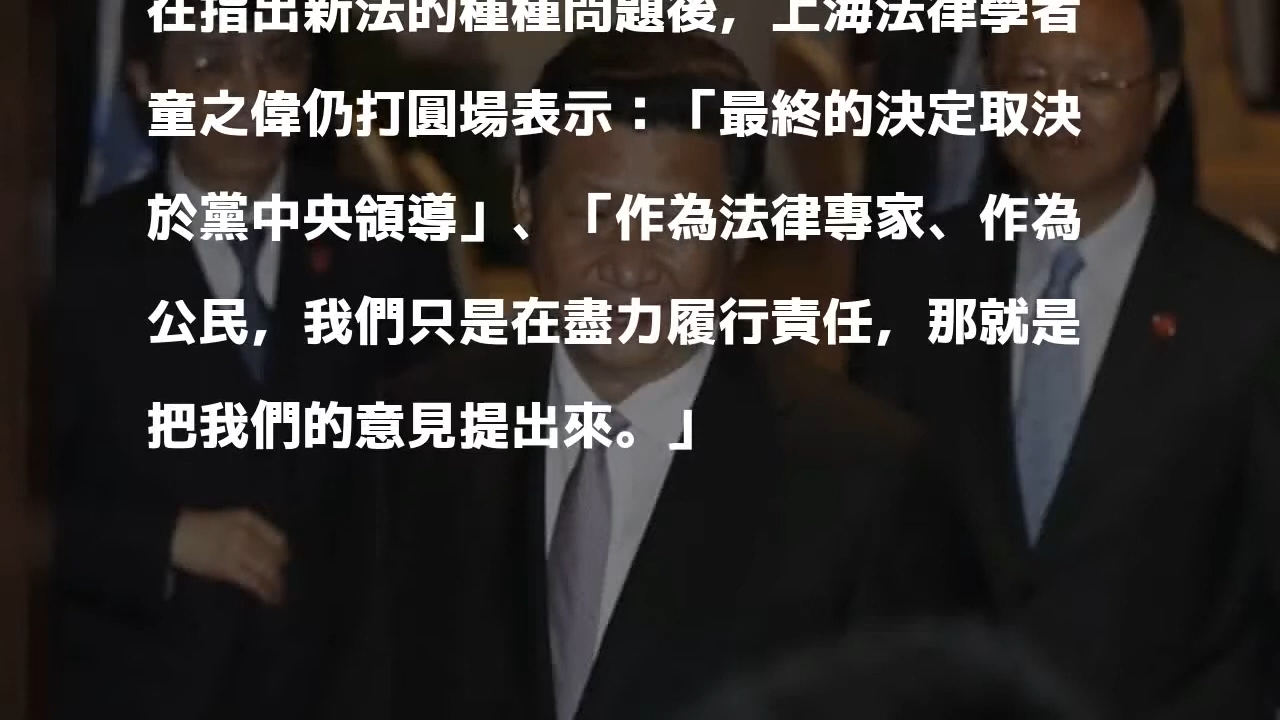 在指出新法的種種問題後，上海法律學者
童之偉仍打圓場表示：「最終的決定取決
於黨中央領導」、「作為法律專家、作為
公民，我們只是在盡力履行責任，那就是
把我們的意見提出來。」